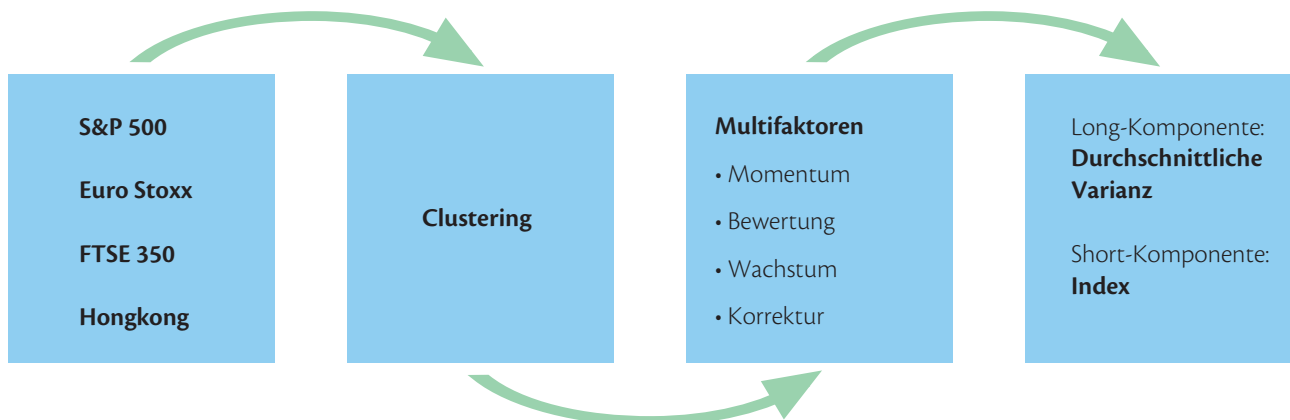 S&P 500
Euro Stoxx
FTSE 350
Hongkong
Clustering
Multifaktoren
• Momentum
• Bewertung
• Wachstum
• Korrektur
Long-Komponente:
Durchschnittliche
Varianz
Short-Komponente:
Index